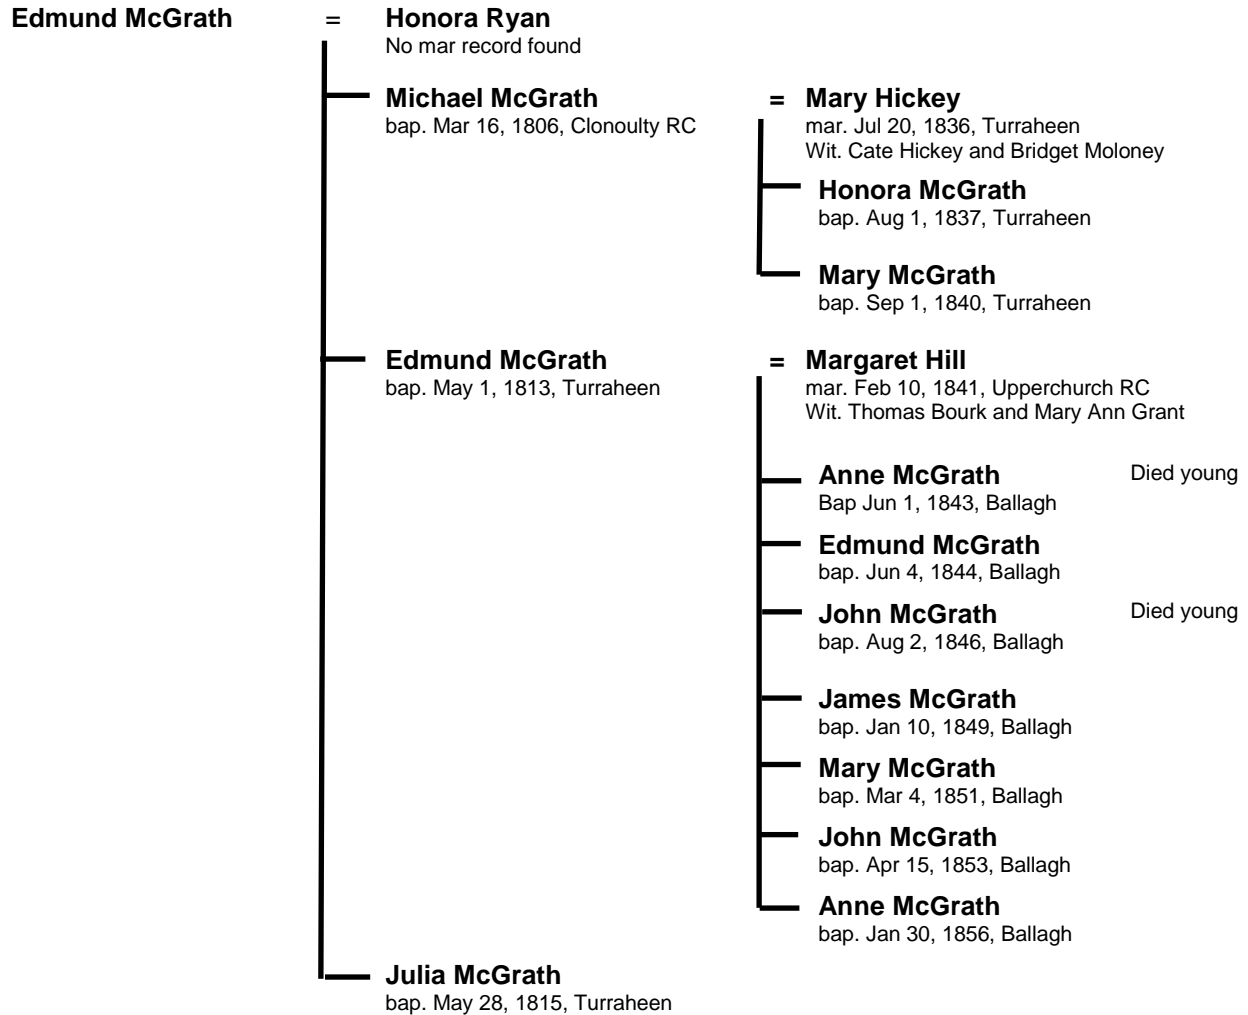 Edmund McGrath = Honora Ryan
No mar record found
Michael McGrath = Mary Hickey
bap. Mar 16, 1806, Clonoulty RC mar. Jul 20, 1836, Turraheen
Wit. Cate Hickey and Bridget Moloney
Honora McGrath
bap. Aug 1, 1837, Turraheen
Mary McGrath
bap. Sep 1, 1840, Turraheen
Edmund McGrath = Margaret Hill
bap. May 1, 1813, Turraheen mar. Feb 10, 1841, Upperchurch RC
Wit. Thomas Bourk and Mary Ann Grant
Anne McGrath Died young
Bap Jun 1, 1843, Ballagh
Edmund McGrath
bap. Jun 4, 1844, Ballagh
John McGrath Died young
bap. Aug 2, 1846, Ballagh
James McGrath
bap. Jan 10, 1849, Ballagh
Mary McGrath
bap. Mar 4, 1851, Ballagh
John McGrath
bap. Apr 15, 1853, Ballagh
Anne McGrath
bap. Jan 30, 1856, Ballagh
Julia McGrath
bap. May 28, 1815, Turraheen